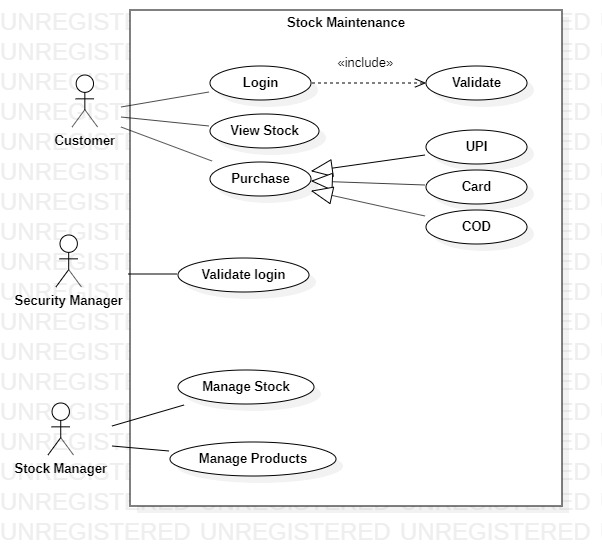 Stock Maintenance
«include»
Login
Validate
Customer
View Stock
UPI
Purchase
Card
COD
Validate login
Security Manager
Manage Stock
Stock Manager
Manage Products
UNREGISTERED UNREGISTERED UNREGISTERED